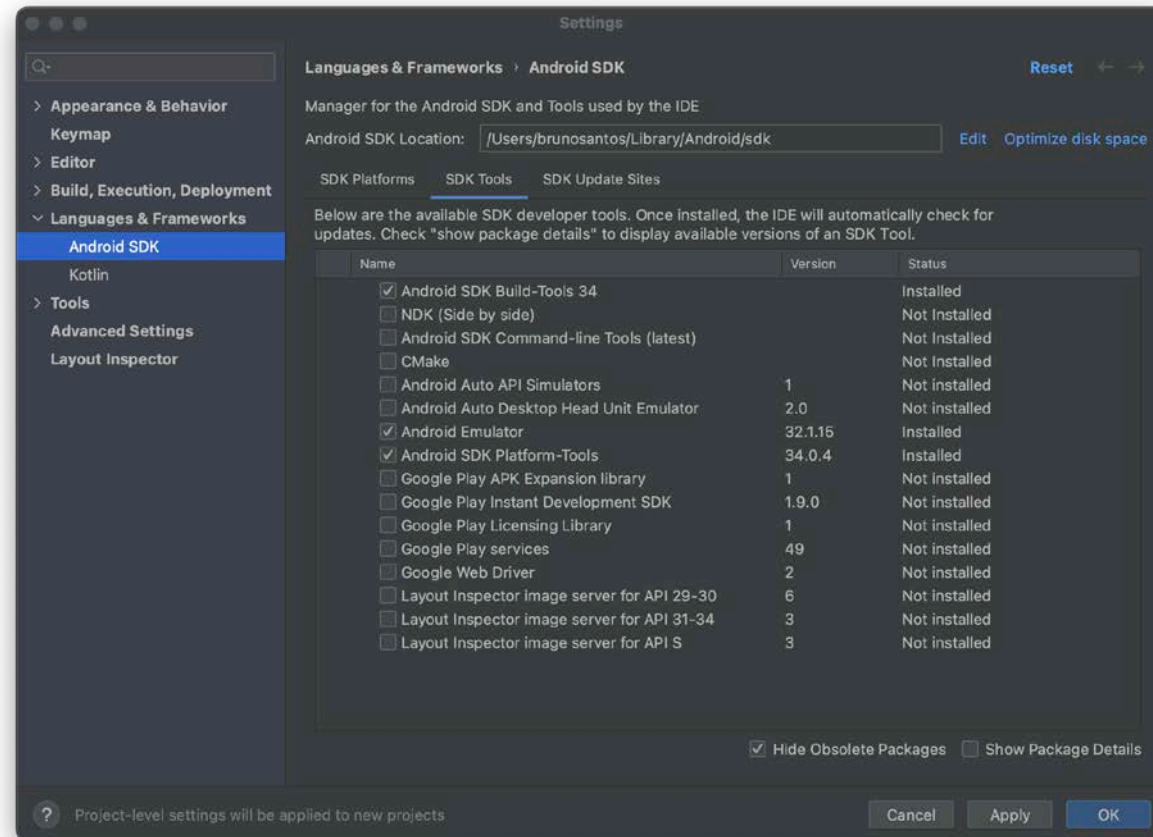 Settings
Languages & Frameworks › Android SDK
Reset
Appearance & Behavior
Keymap
Editor
Build, Execution, Deployment
Languages & Frameworks
Android SDK
Kotlin
Tools
Advanced Settings
Layout Inspector
Manager for the Android SDK and Tools used by the IDE
Android SDK Location: /Users/brunosantos/Library/Android/sdk Edit Optimize disk space
SDK Platforms SDK Tools SDK Update Sites
Below are the available SDK developer tools. Once installed, the IDE will automatically check for
updates. Check "show package details" to display available versions of an SDK Tool.
Name Version Status
Android SDK Build-Tools 34 Installed
NDK (Side by side) Not Installed
Android SDK Command-line Tools (latest) Not Installed
CMake Not Installed
Android Auto API Simulators 1 Not installed
Android Auto Desktop Head Unit Emulator 2.0 Not installed
Android Emulator 32.1.15 Installed
Android SDK Platform-Tools 34.0.4 Installed
Google Play APK Expansion library 1 Not installed
Google Play Instant Development SDK 1.9.0 Not installed
Google Play Licensing Library 1 Not installed
Google Play services 49 Not installed
Google Web Driver 2 Not installed
Layout Inspector image server for API 29-30 6 Not installed
Layout Inspector image server for API 31-34 3 Not installed
Layout Inspector image server for API S 3 Not installed
Hide Obsolete Packages Show Package Details
? Project-level settings will be applied to new projects
Cancel Apply OK